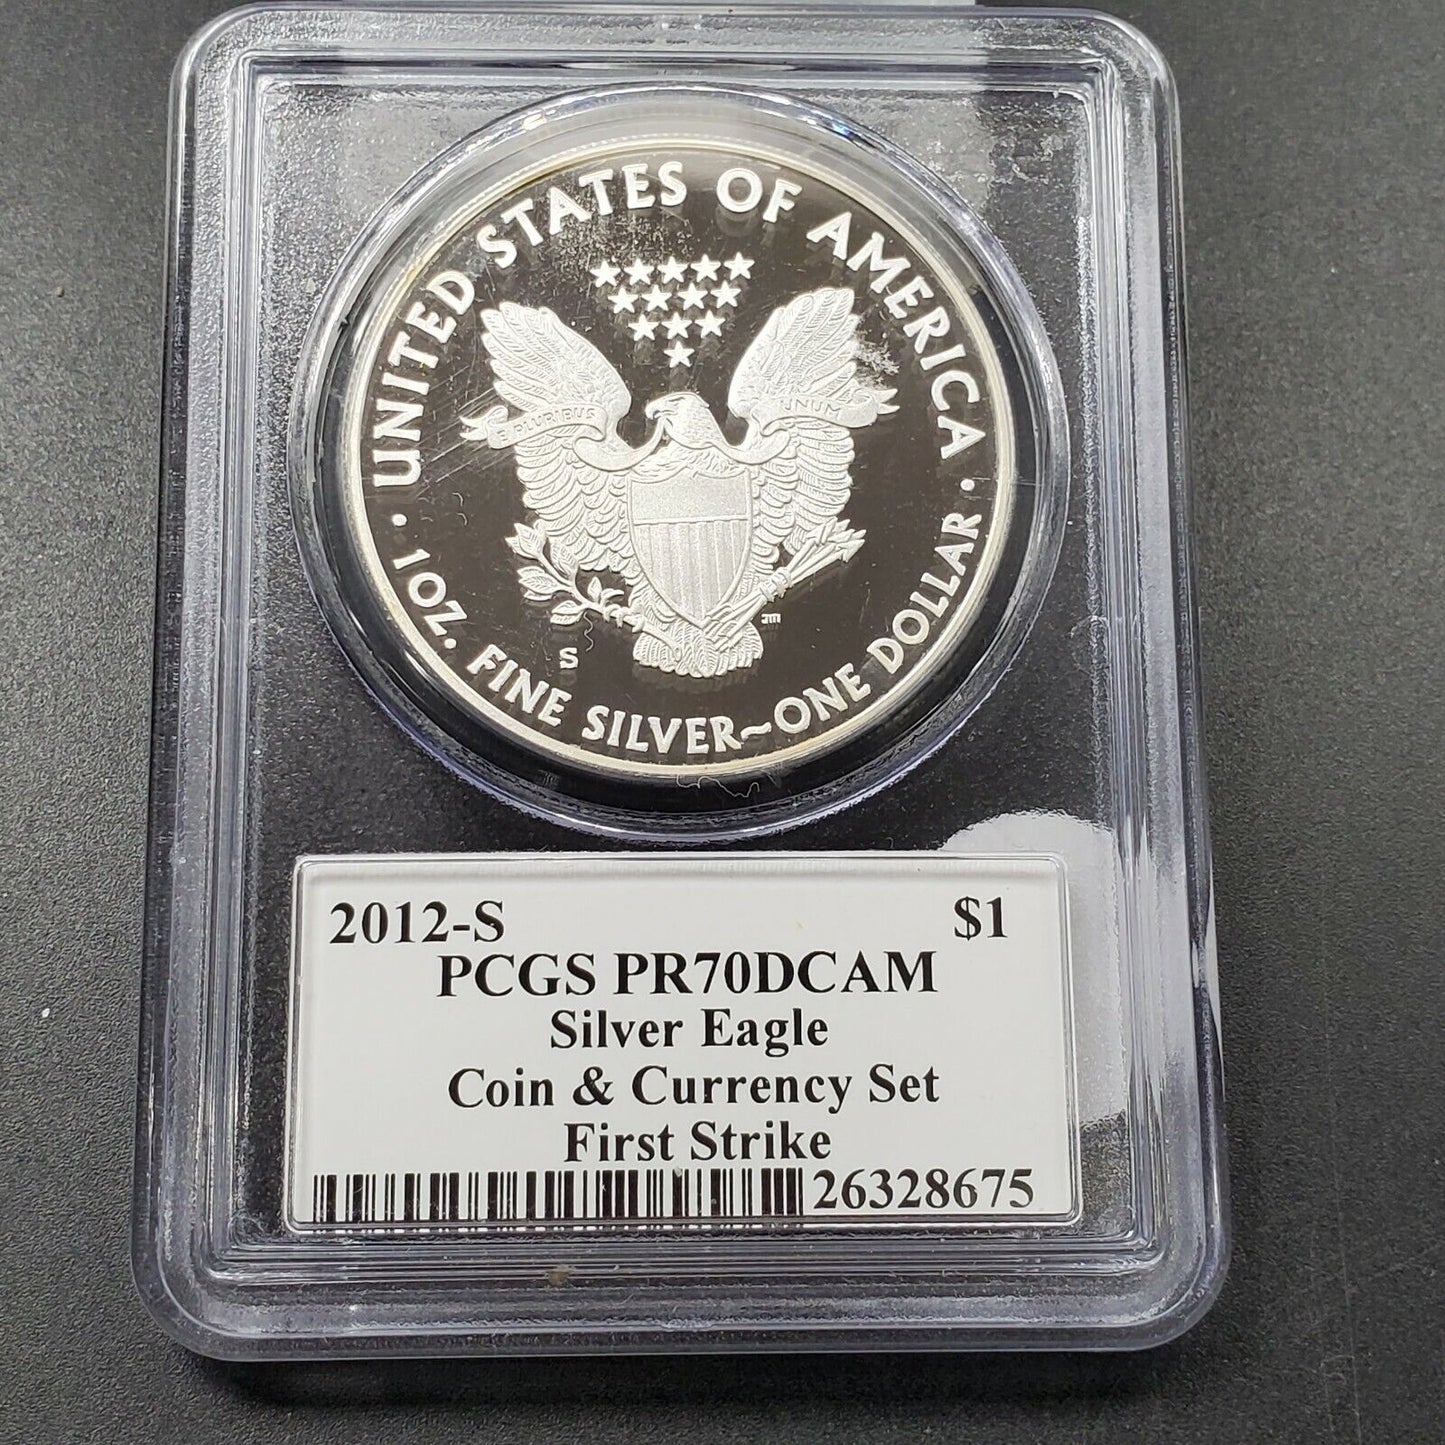 UNITED STATES OF AMERICA
PLURIBUS UNUM
S
1 OZ. FINE SILVER~ONE DOLLAR
2012-S $1
PCGS PR70DCAM
Silver Eagle
Coin & Currency Set
First Strike
26328675